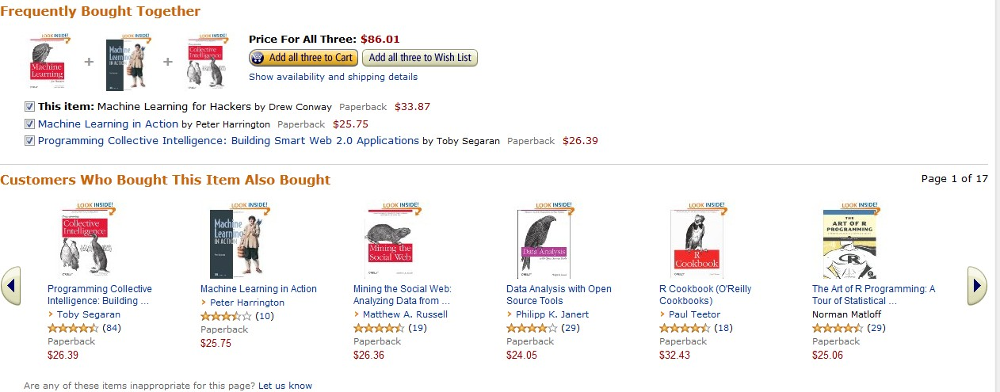 Frequently Bought Together
LOOK INSIDE! LOOK INSIDE! LOOK INSIDE!
Machine Learning
Machine Learning IN ACTION
Collective Intelligence
+ +
Price For All Three: $86.01
Add all three to Cart Add all three to Wish List
Show availability and shipping details
This item: Machine Learning for Hackers by Drew Conway Paperback $33.87
Machine Learning in Action by Peter Harrington Paperback $25.75
Programming Collective Intelligence: Building Smart Web 2.0 Applications by Toby Segaran Paperback $26.39
Customers Who Bought This Item Also Bought
Page 1 of 17
LOOK INSIDE! LOOK INSIDE! LOOK INSIDE! LOOK INSIDE! LOOK INSIDE! LOOK INSIDE!
Programming
Collective
Intelligence
O'REILLY
Machine
Learning
IN ACTION
Mining the
Social Web
O'REILLY
Data Analysis
O'REILLY
R
Cookbook
O'REILLY
THE
ART OF R
PROGRAMMING
R
Programming Collective
Intelligence: Building ...
Toby Segaran
(84)
Paperback
$26.39
Machine Learning in Action
Peter Harrington
(10)
Paperback
$25.75
Mining the Social Web:
Analyzing Data from ...
Matthew A. Russell
(19)
Paperback
$26.36
Data Analysis with Open
Source Tools
Philipp K. Janert
(29)
Paperback
$24.05
R Cookbook (O'Reilly
Cookbooks)
Paul Teetor
(18)
Paperback
$32.43
The Art of R Programming: A
Tour of Statistical ...
Norman Matloff
(29)
Paperback
$25.06
Are any of these items inappropriate for this page? Let us know